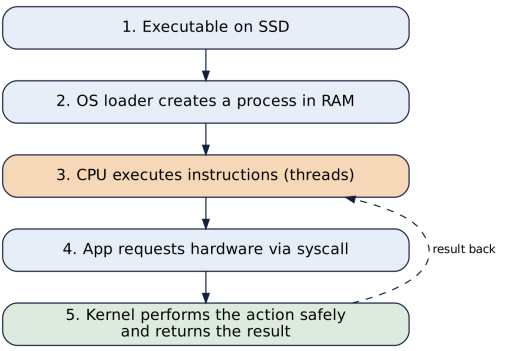 1. Executable on SSD
2. OS loader creates a process in RAM
3. CPU executes instructions (threads)
4. App requests hardware via syscall
result back
5. Kernel performs the action safely
and returns the result